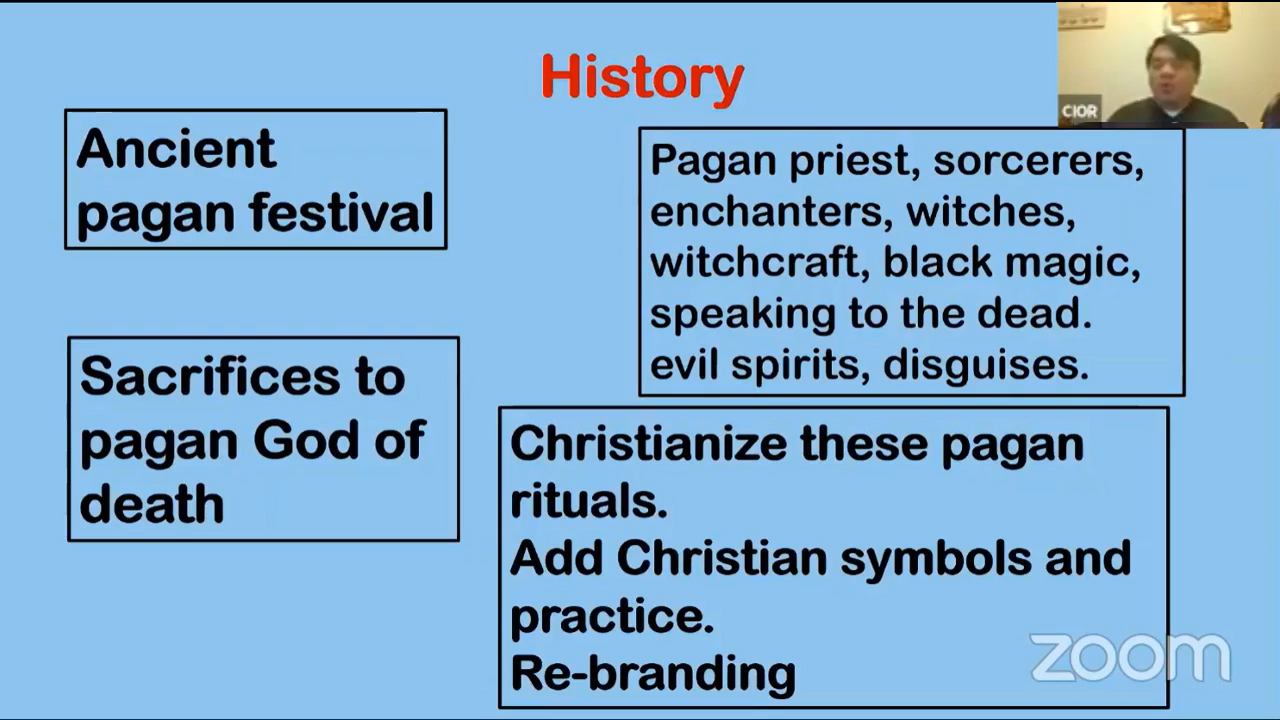 History
CIOR
Ancient
pagan festival
Pagan priest, sorcerers,
enchanters, witches,
witchcraft, black magic,
speaking to the dead.
evil spirits, disguises.
Sacrifices to
pagan God of
death
Christianize these pagan
rituals.
Add Christian symbols and
practice.
Re-branding
zoom